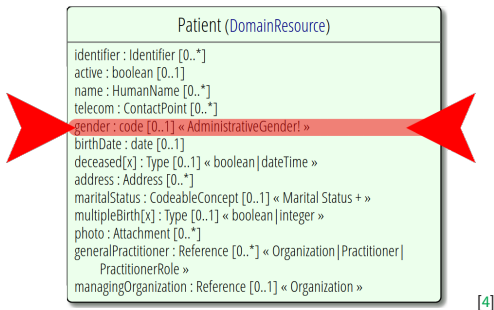 Patient (DomainResource)
identifier : Identifier [0..*]
active : boolean [0..1]
name : HumanName [0..*]
telecom : ContactPoint [0..*]
gender : code [0..1] « AdministrativeGender! »
birthDate : date [0..1]
deceased[x] : Type [0..1] « boolean|dateTime »
address : Address [0..*]
maritalStatus : CodeableConcept [0..1] « Marital Status + »
multipleBirth[x] : Type [0..1] « boolean|integer »
photo : Attachment [0..*]
generalPractitioner : Reference [0..*] « Organization|Practitioner|
PractitionerRole »
managingOrganization : Reference [0..1] « Organization »
[4]